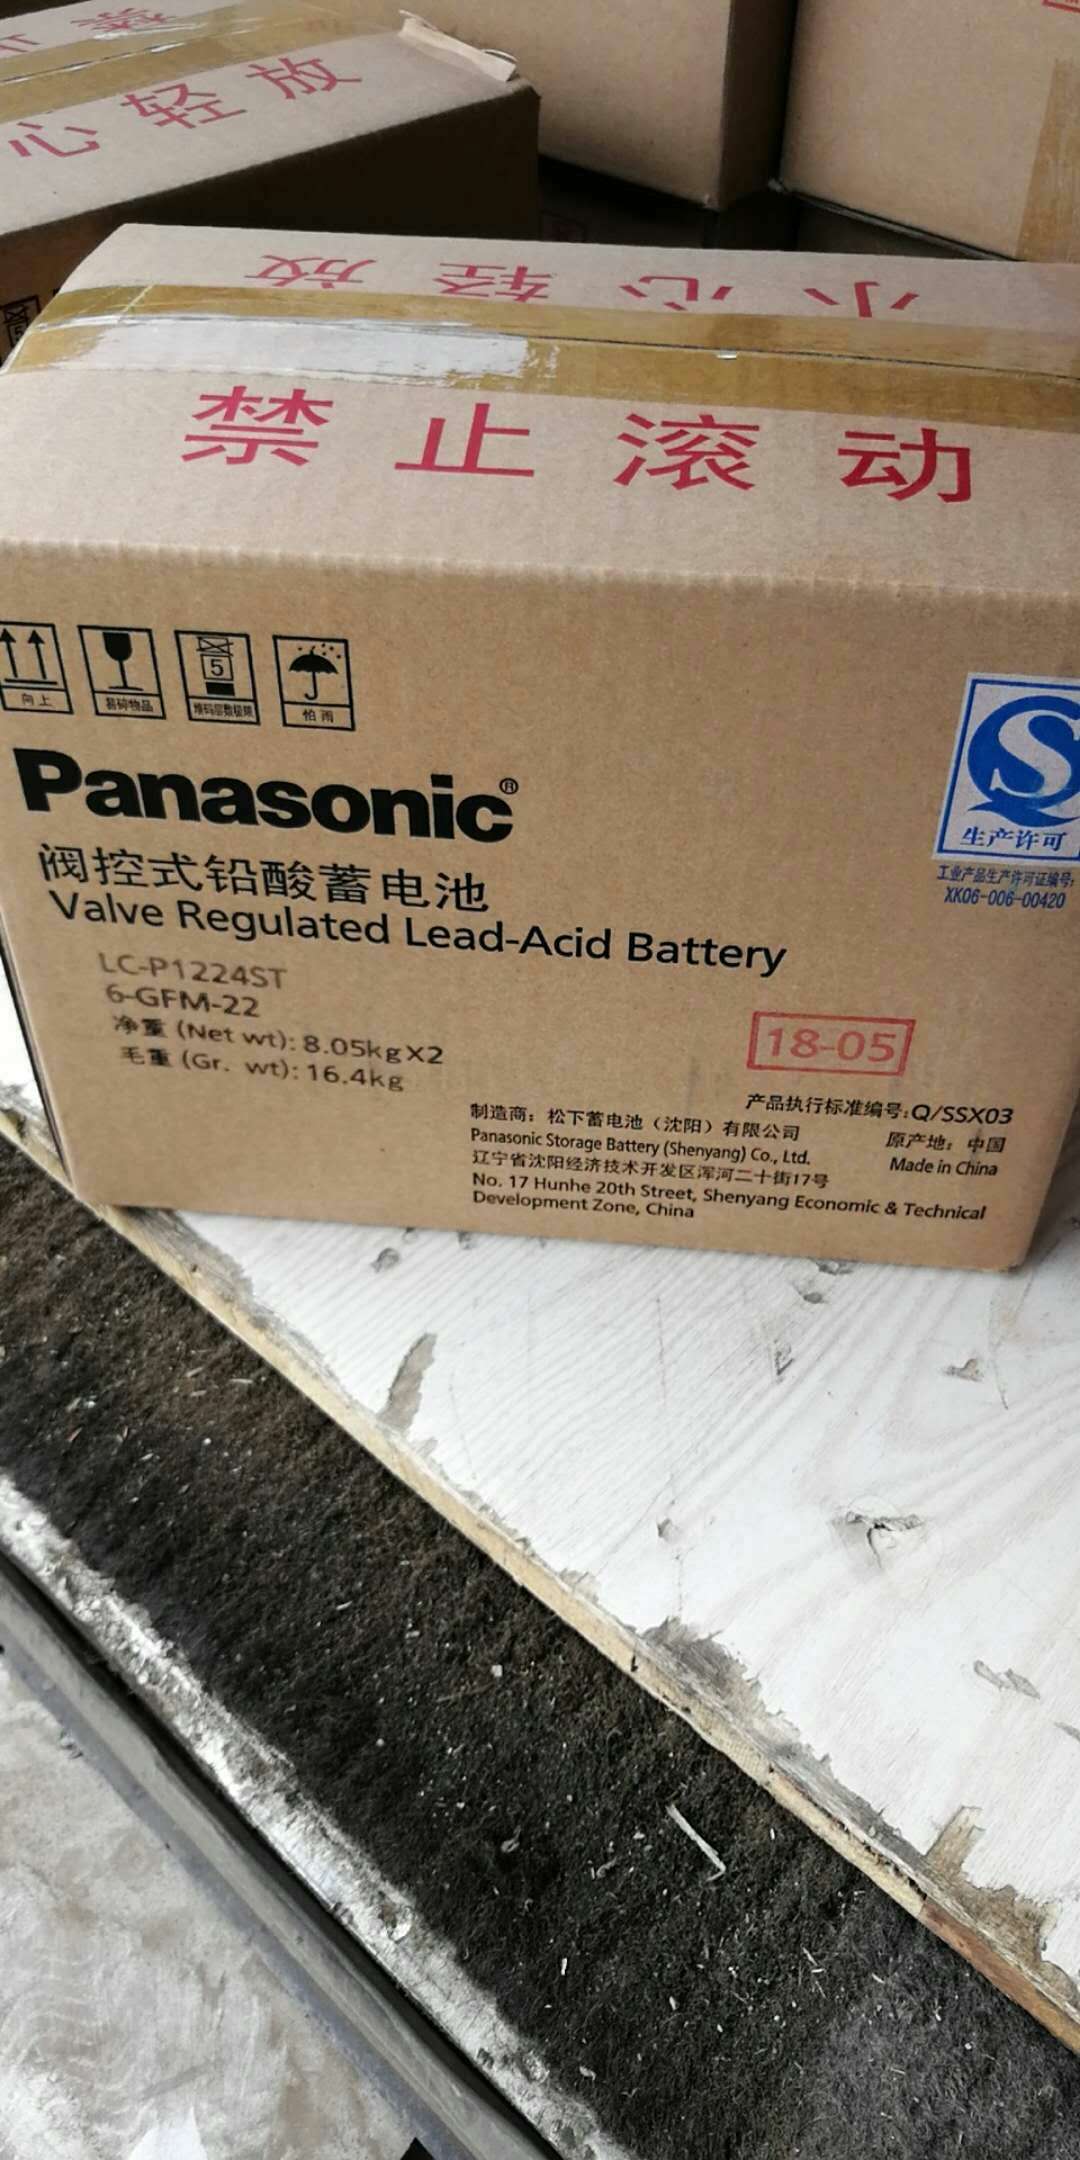 心 轻 放
小 心 轻 放
禁 止 滚 动
向上
易碎物品
5
堆码层数极限
怕雨
Panasonic®
阀控式铅酸蓄电池
Valve Regulated Lead-Acid Battery
LC-P1224ST
6-GFM-22
净重 (Net wt): 8.05kg×2
毛重 (Gr. wt): 16.4kg
S
生产许可
工业产品生产许可证编号:
XK06-006-00420
18-05
产品执行标准编号:Q/SSX03
原产地: 中国
Made in China
制造商: 松下蓄电池（沈阳）有限公司
Panasonic Storage Battery (Shenyang) Co., Ltd.
辽宁省沈阳经济技术开发区浑河二十街17号
No. 17 Hunhe 20th Street, Shenyang Economic & Technical
Development Zone, China